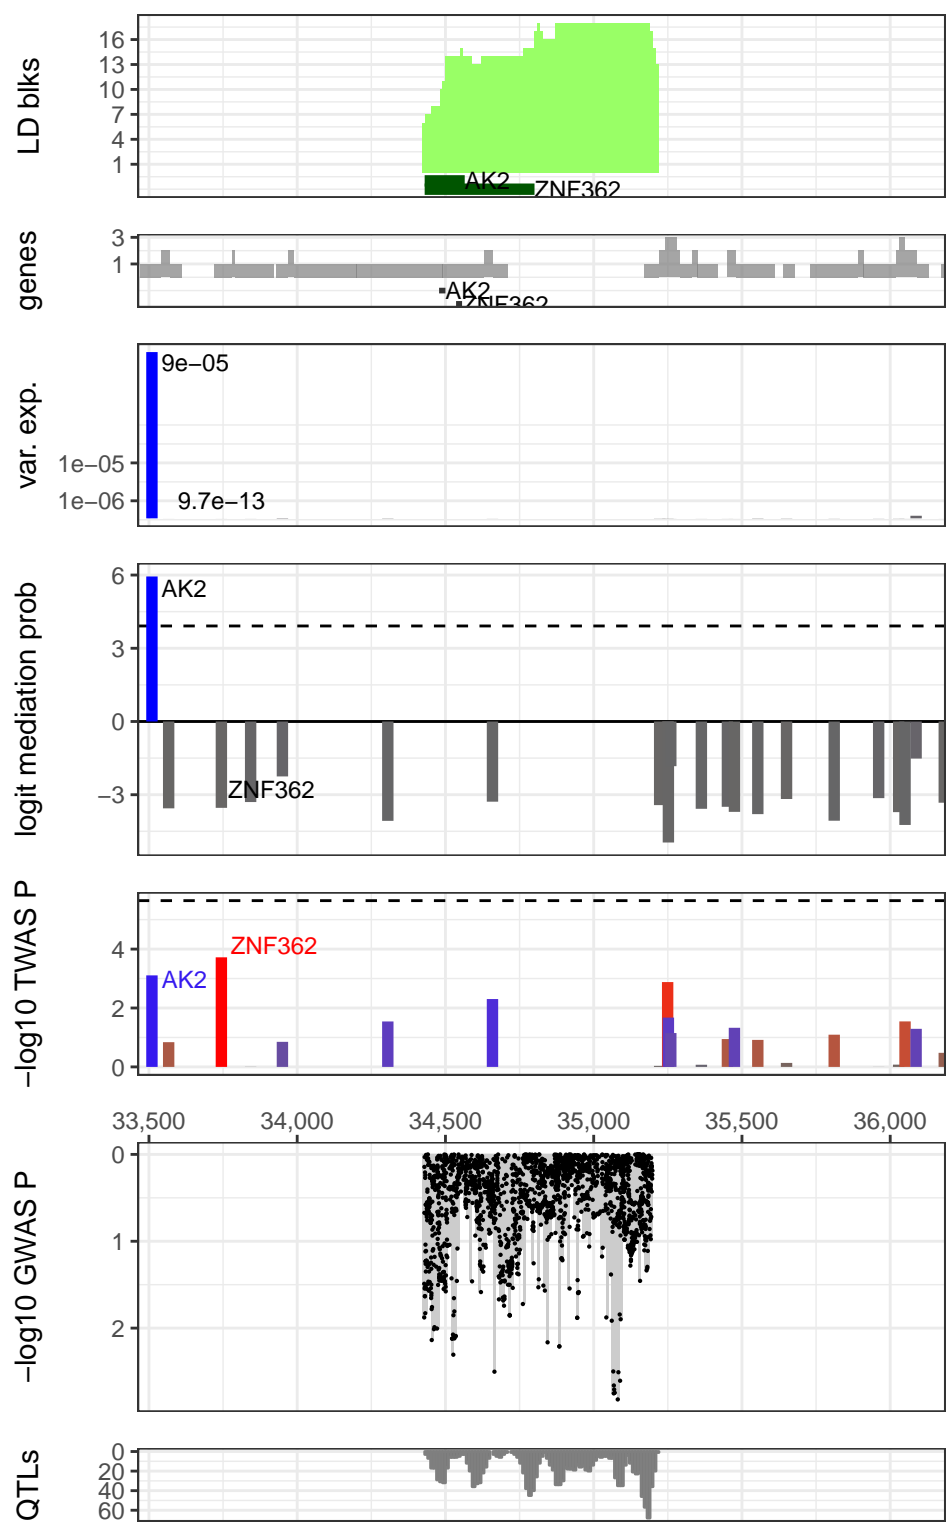 LD blks
16
13
10
7
4
1
AK2
ZNF362
genes
3
1
AK2
ZNF362
var. exp.
1e−05
1e−06
9e−05
9.7e−13
logit mediation prob
6
3
0
−3
AK2
ZNF362
−log10 TWAS P
4
2
0
ZNF362
AK2
33,500 34,000 34,500 35,000 35,500 36,000
−log10 GWAS P
0
1
2
QTLs
0
20
40
60